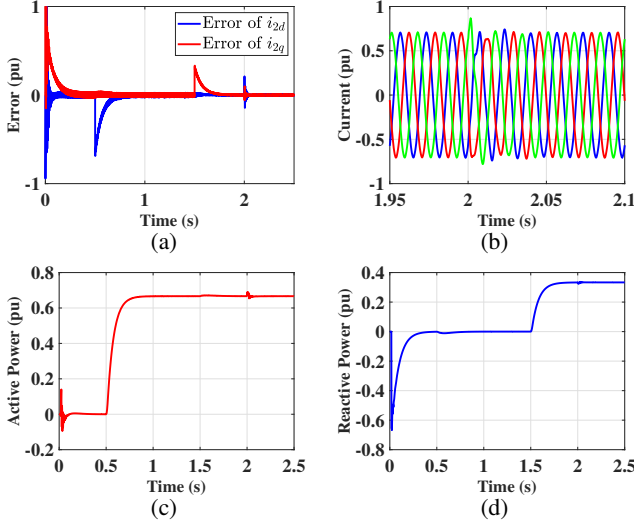 1
0
-1
Error (pu)
Error of i2d
Error of i2q
0
1
2
Time (s)
(a)
1
0.5
0
-0.5
-1
Current (pu)
1.95
2
2.05
2.1
Time (s)
(b)
0.8
0.6
0.4
0.2
0
-0.2
Active Power (pu)
0
0.5
1
1.5
2
2.5
Time (s)
(c)
0.4
0.2
0
-0.2
-0.4
-0.6
-0.8
Reactive Power (pu)
0
0.5
1
1.5
2
2.5
Time (s)
(d)